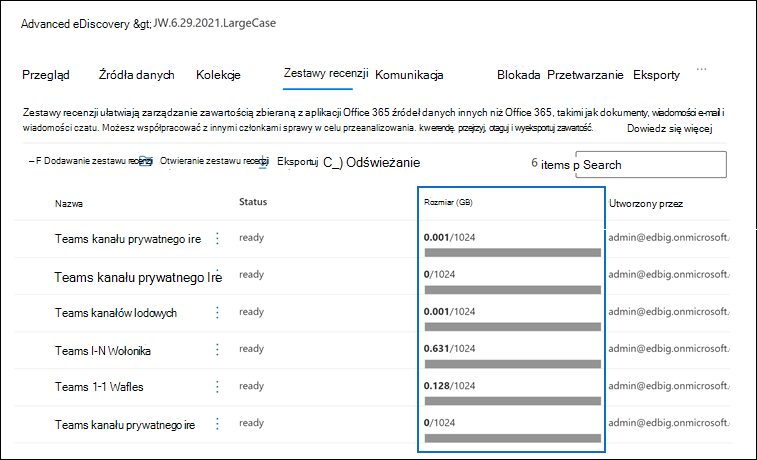 Advanced eDiscovery &gt; JW.6.29.2021.LargeCase
Przegląd Źródła danych Kolekcje Zestawy recenzji Komunikacja Blokada Przetwarzanie Eksporty ...
Zestawy recenzji ułatwiają zarządzanie zawartością zbieraną z aplikacji Office 365 źródeł danych innych niż Office 365, takimi jak dokumenty, wiadomości e-mail i
wiadomości czatu. Możesz współpracować z innymi członkami sprawy w celu przeanalizowania. kwerendę. przejrzyj, otaguj i wyeksportuj zawartość. Dowiedz się więcej
– F Dodawanie zestawu recenzji Otwieranie zestawu recenzji Eksportuj C_) Odświeżanie 6 items p Search
Nazwa Status Rozmiar (GB) Utworzony przez
Teams kanału prywatnego ire ready 0.001/1024 admin@edbig.onmicrosoft.
Teams kanału prywatnego Ire ready 0/1024 admin@edbig.onmicrosoft.
Teams kanałów lodowych ready 0.001/1024 admin@edbig.onmicrosoft.
Teams I-N Wołonika ready 0.631/1024 admin@edbig.onmicrosoft.
Teams 1-1 Wafles ready 0.128/1024 admin@edbig.onmicrosoft.
Teams kanału prywatnego ire ready 0/1024 admin@edbig.onmicrosoft.